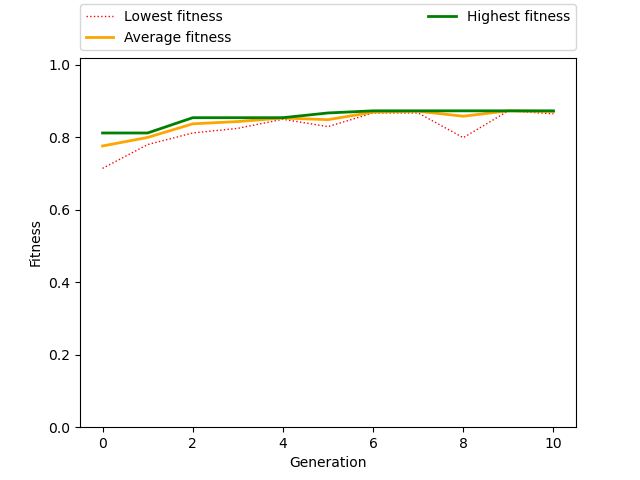 Lowest fitness
Average fitness
Highest fitness
1.0
0.8
0.6
0.4
0.2
0.0
Fitness
0 2 4 6 8 10
Generation